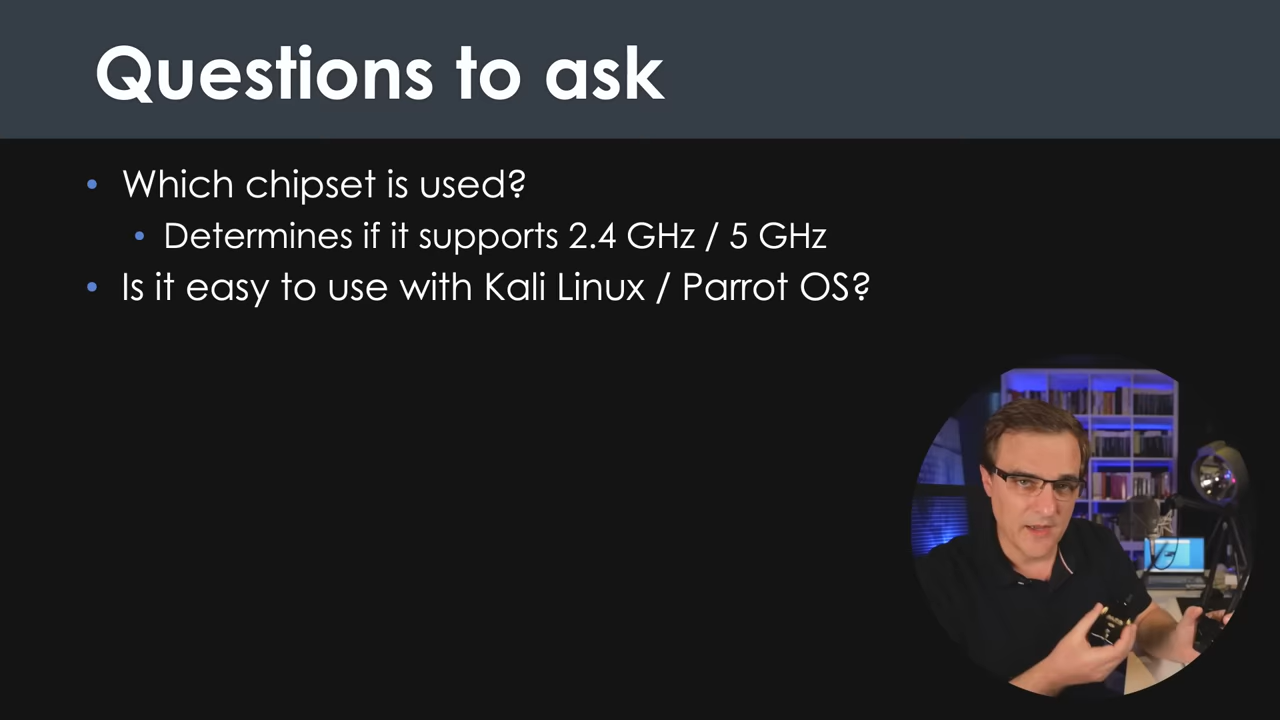 Questions to ask
• Which chipset is used?
• Determines if it supports 2.4 GHz / 5 GHz
• Is it easy to use with Kali Linux / Parrot OS?